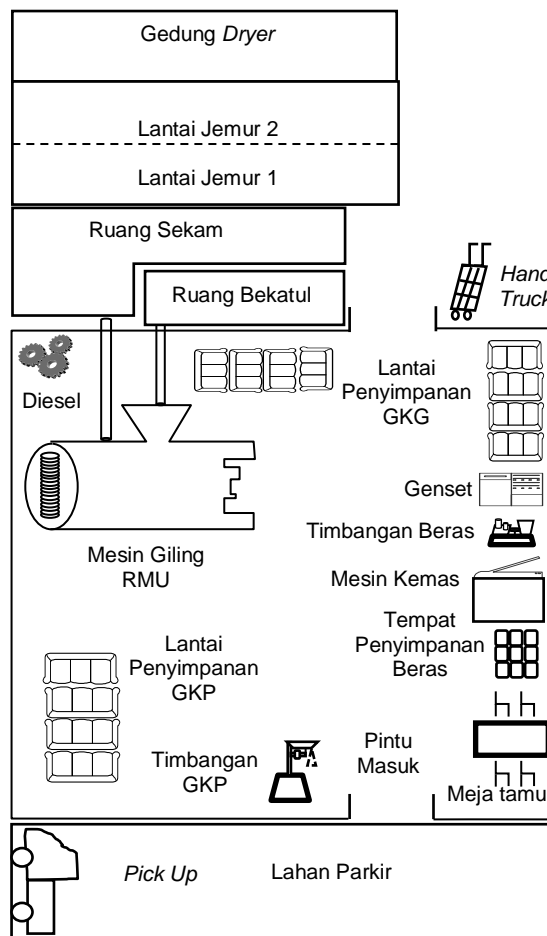 Gedung Dryer
Lantai Jemur 2
Lantai Jemur 1
Ruang Sekam
Ruang Bekatul
Hand
Truck
Diesel
Lantai
Penyimpanan
GKG
Genset
Timbangan Beras
Mesin Giling
RMU
Mesin Kemas
Tempat
Penyimpanan
Beras
Lantai
Penyimpanan
GKP
Timbangan
GKP
Pintu
Masuk
Meja tamu
Pick Up
Lahan Parkir